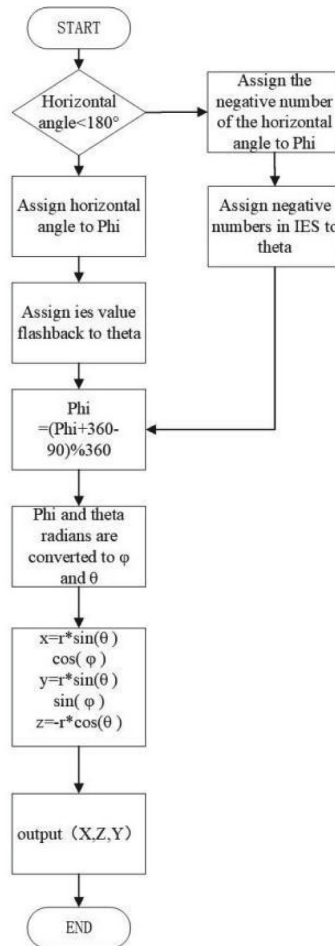 START
Horizontal
angle<180°
Assign the
negative number
of the horizontal
angle to Phi
Assign horizontal
angle to Phi
Assign negative
numbers in IES to
theta
Assign ies value
flashback to theta
Phi
=(Phi+360-
90)%360
Phi and theta
radians are
converted to φ
and θ
x=r*sin(θ )
cos( φ )
y=r*sin(θ )
sin( φ )
z=-r*cos(θ )
output（X,Z,Y）
END